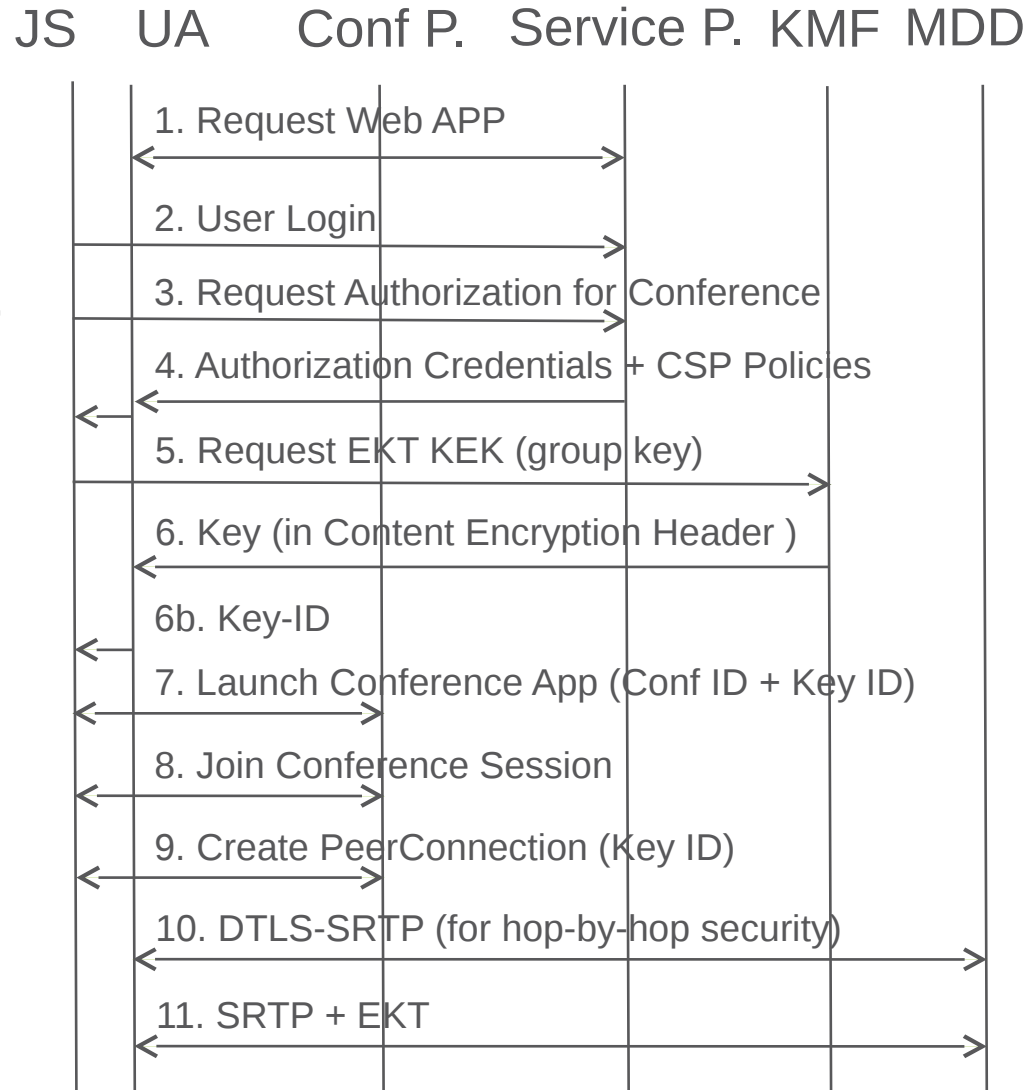 JS UA Conf P. Service P. KMF MDD
1. Request Web APP
2. User Login
3. Request Authorization for Conference
4. Authorization Credentials + CSP Policies
5. Request EKT KEK (group key)
6. Key (in Content Encryption Header )
6b. Key-ID
7. Launch Conference App (Conf ID + Key ID)
8. Join Conference Session
9. Create PeerConnection (Key ID)
10. DTLS-SRTP (for hop-by-hop security)
11. SRTP + EKT